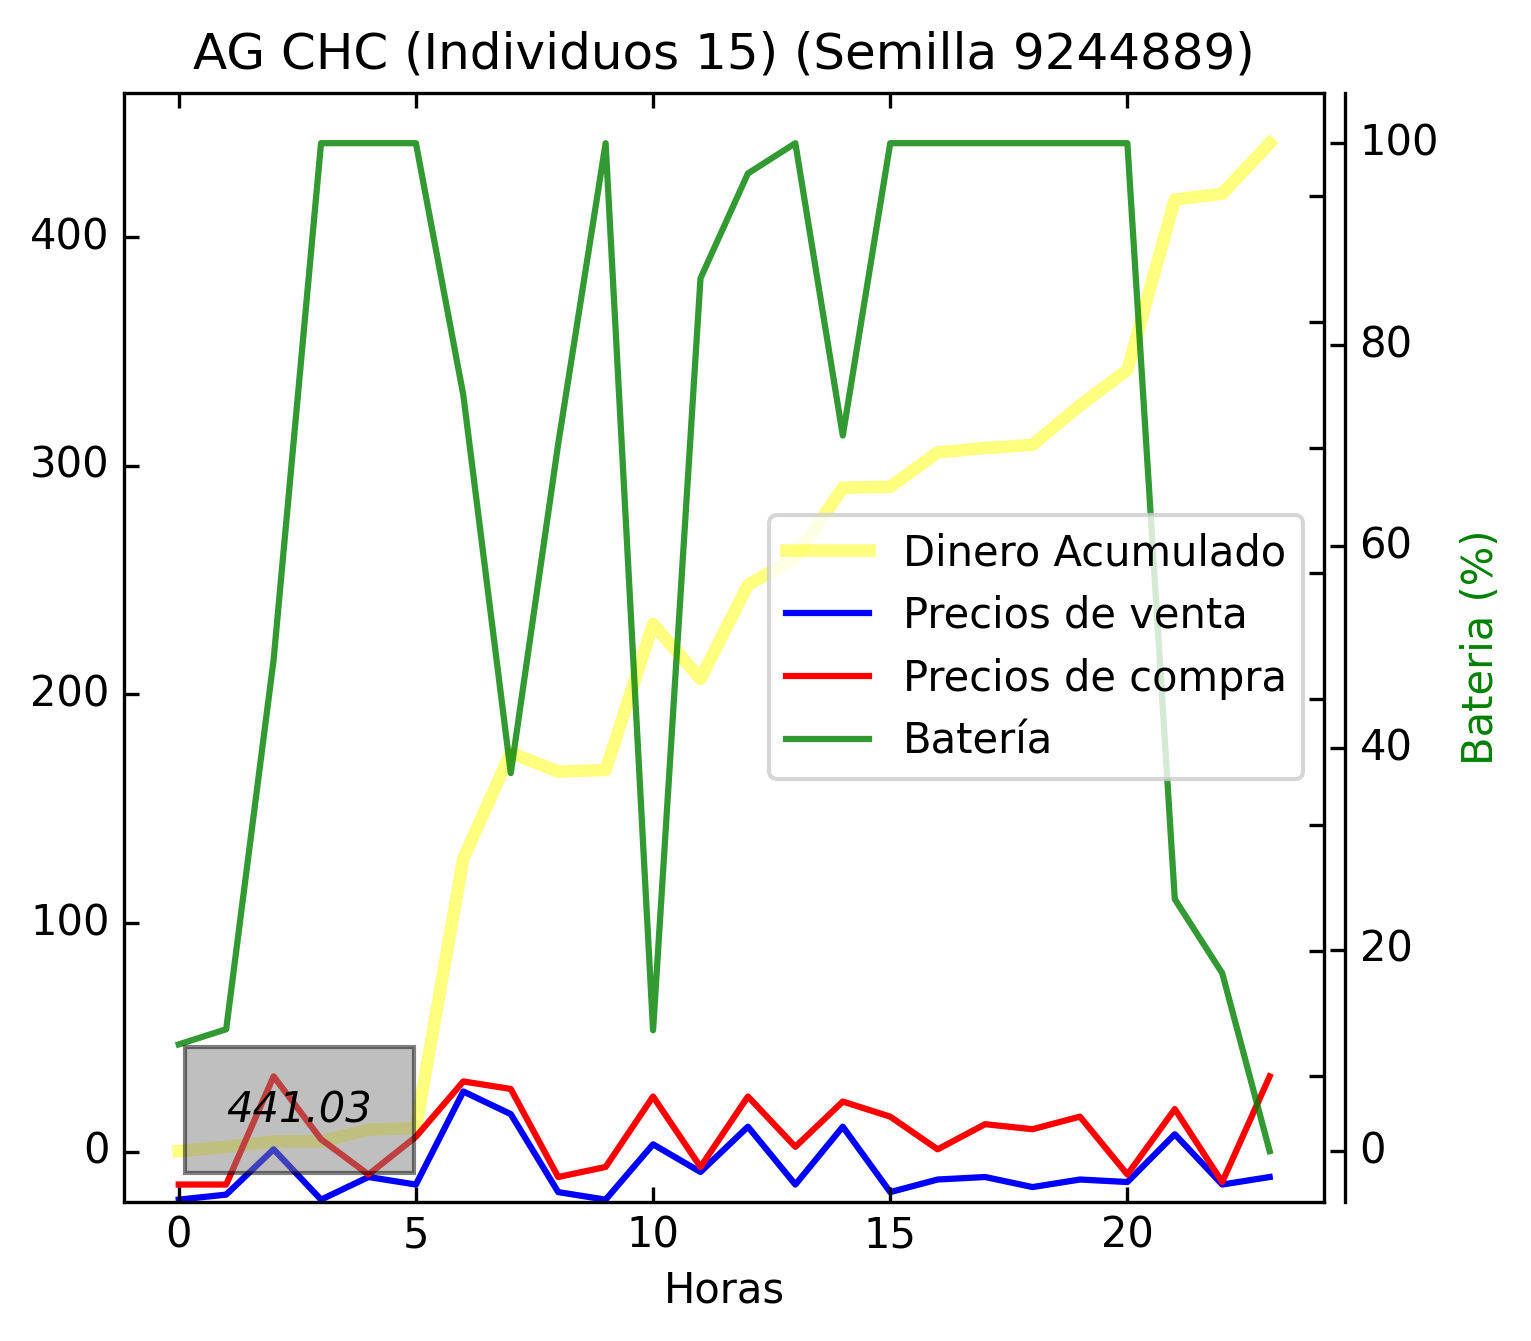 AG CHC (Individuos 15) (Semilla 9244889)
400
300
200
100
0
100
80
60
40
20
0
Bateria (%)
Dinero Acumulado
Precios de venta
Precios de compra
Batería
441.03
0 5 10 15 20
Horas